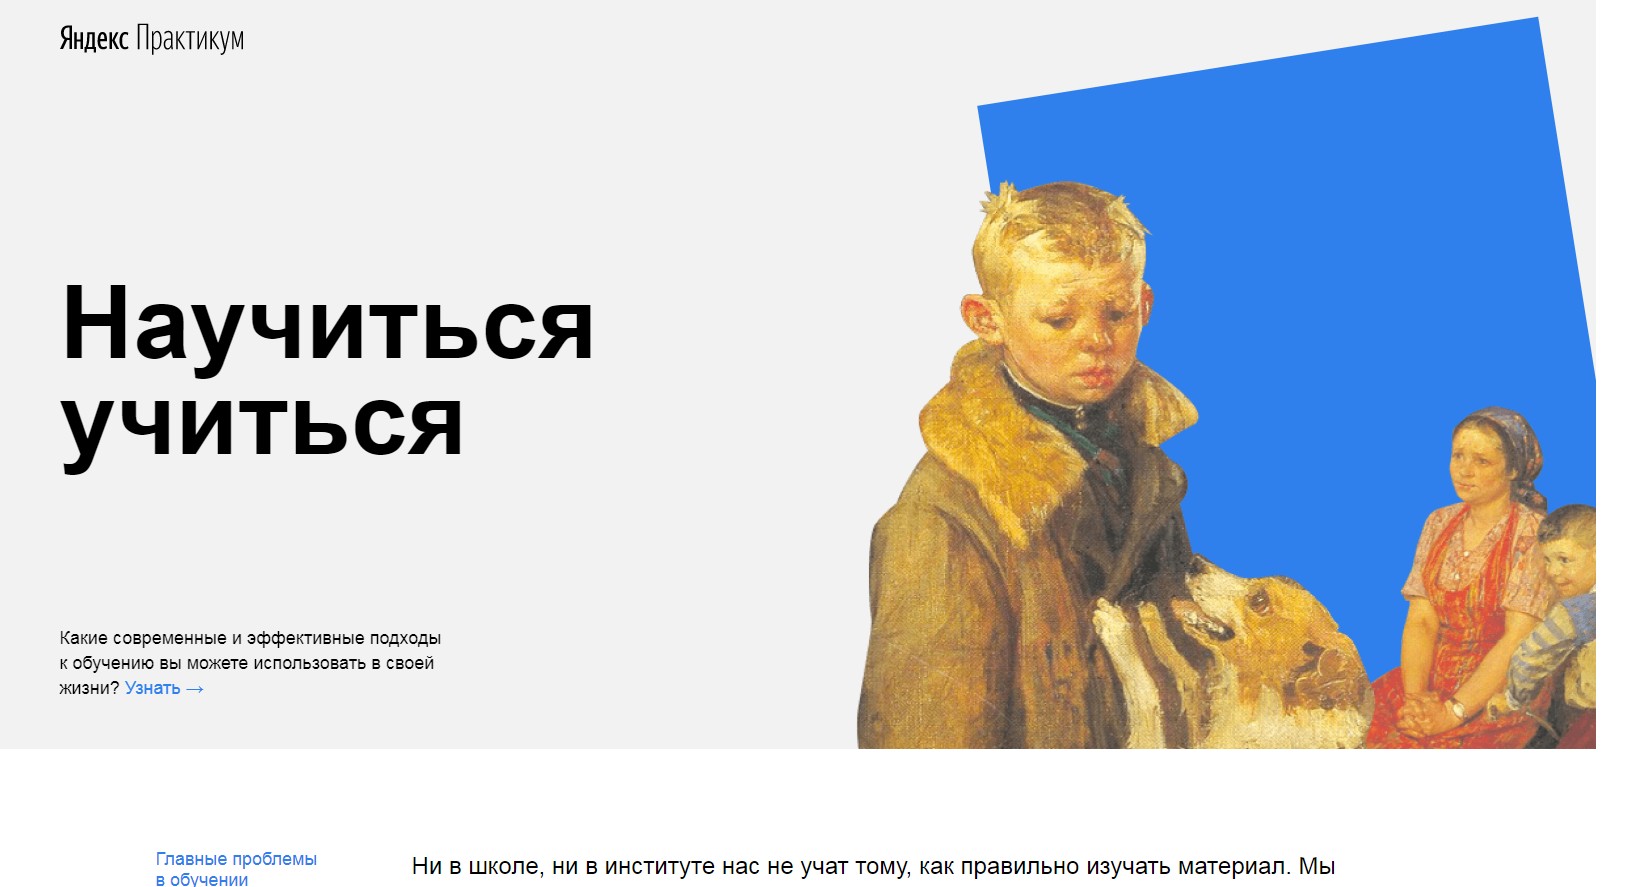 Яндекс Практикум
Научиться
учиться
Какие современные и эффективные подходы
к обучению вы можете использовать в своей
жизни? Узнать →
Главные проблемы
в обучении
Ни в школе, ни в институте нас не учат тому, как правильно изучать материал. Мы